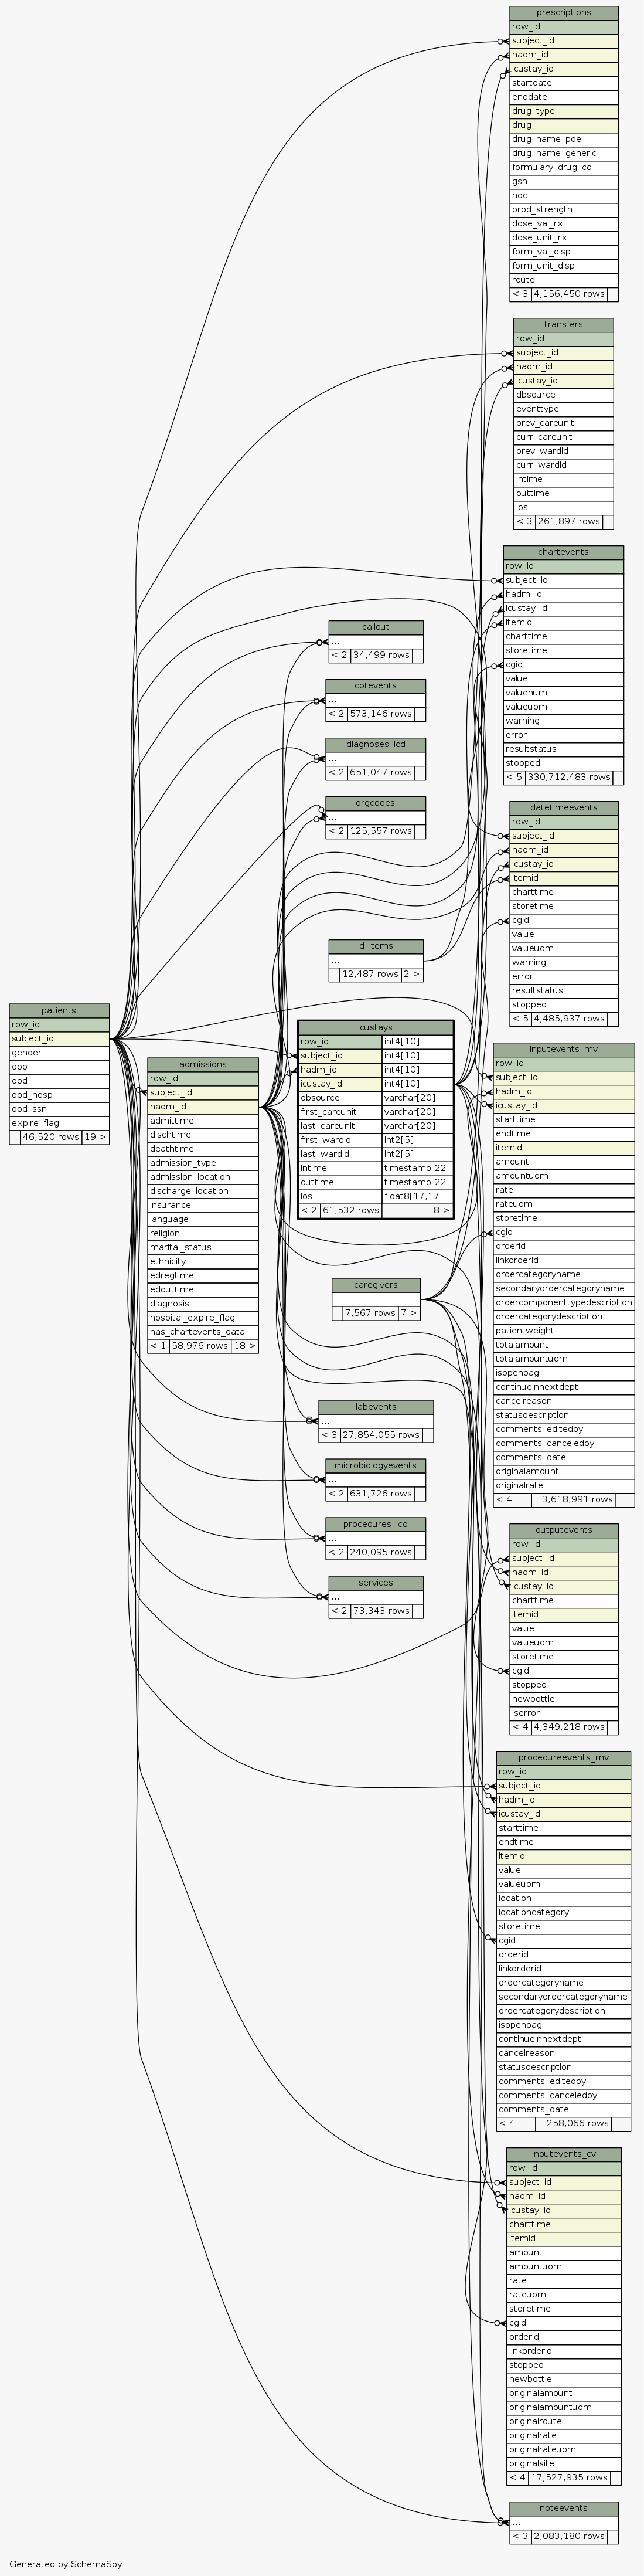 prescriptions
row_id
subject_id
hadm_id
icustay_id
startdate
enddate
drug_type
drug
drug_name_poe
drug_name_generic
formulary_drug_cd
gsn
ndc
prod_strength
dose_val_rx
dose_unit_rx
form_val_disp
form_unit_disp
route
< 3 4,156,450 rows
transfers
row_id
subject_id
hadm_id
icustay_id
dbsource
eventtype
prev_careunit
curr_careunit
prev_wardid
curr_wardid
intime
outtime
los
< 3 261,897 rows
chartevents
row_id
subject_id
hadm_id
icustay_id
itemid
charttime
storetime
cgid
value
valuenum
valueuom
warning
error
resultstatus
stopped
< 5 330,712,483 rows
callout
...
< 2 34,499 rows
cptevents
...
< 2 573,146 rows
diagnoses_icd
...
< 2 651,047 rows
drgcodes
...
< 2 125,557 rows
datetimeevents
row_id
subject_id
hadm_id
icustay_id
itemid
charttime
storetime
cgid
value
valueuom
warning
error
resultstatus
stopped
< 5 4,485,937 rows
d_items
...
12,487 rows 2 >
patients
row_id
subject_id
gender
dob
dod
dod_hosp
dod_ssn
expire_flag
46,520 rows 19 >
admissions
row_id
subject_id
hadm_id
admittime
dischtime
deathtime
admission_type
admission_location
discharge_location
insurance
language
religion
marital_status
ethnicity
edregtime
edouttime
diagnosis
hospital_expire_flag
has_chartevents_data
< 1 58,976 rows 18 >
icustays
row_id int4[10]
subject_id int4[10]
hadm_id int4[10]
icustay_id int4[10]
dbsource varchar[20]
first_careunit varchar[20]
last_careunit varchar[20]
first_wardid int2[5]
last_wardid int2[5]
intime timestamp[22]
outtime timestamp[22]
los float8[17,17]
< 2 61,532 rows 8 >
inputevents_mv
row_id
subject_id
hadm_id
icustay_id
starttime
endtime
itemid
amount
amountuom
rate
rateuom
storetime
cgid
orderid
linkorderid
ordercategoryname
secondaryordercategoryname
ordercomponenttypedescription
ordercategorydescription
patientweight
totalamount
totalamountuom
isopenbag
continueinnextdept
cancelreason
statusdescription
comments_editedby
comments_canceledby
comments_date
originalamount
originalrate
< 4 3,618,991 rows
caregivers
...
7,567 rows 7 >
labevents
...
< 3 27,854,055 rows
microbiologyevents
...
< 2 631,726 rows
procedures_icd
...
< 2 240,095 rows
services
...
< 2 73,343 rows
outputevents
row_id
subject_id
hadm_id
icustay_id
charttime
itemid
value
valueuom
storetime
cgid
stopped
newbottle
iserror
< 4 4,349,218 rows
procedureevents_mv
row_id
subject_id
hadm_id
icustay_id
starttime
endtime
itemid
value
valueuom
location
locationcategory
storetime
cgid
orderid
linkorderid
ordercategoryname
secondaryordercategoryname
ordercategorydescription
isopenbag
continueinnextdept
cancelreason
statusdescription
comments_editedby
comments_canceledby
comments_date
< 4 258,066 rows
inputevents_cv
row_id
subject_id
hadm_id
icustay_id
charttime
itemid
amount
amountuom
rate
rateuom
storetime
cgid
orderid
linkorderid
stopped
newbottle
originalamount
originalamountuom
originalroute
originalrate
originalrateuom
originalsite
< 4 17,527,935 rows
noteevents
...
< 3 2,083,180 rows
Generated by SchemaSpy